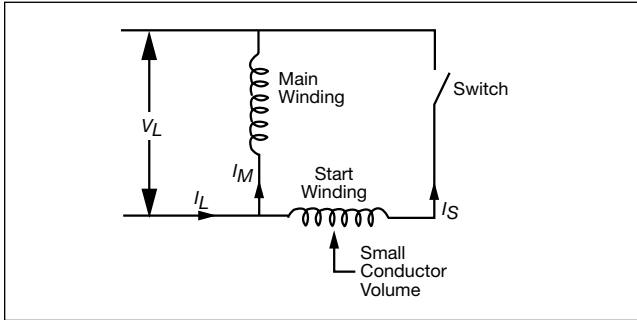 Main
Winding
Switch
V_L
I_M
Start
Winding
I_L
I_S
Small
Conductor
Volume